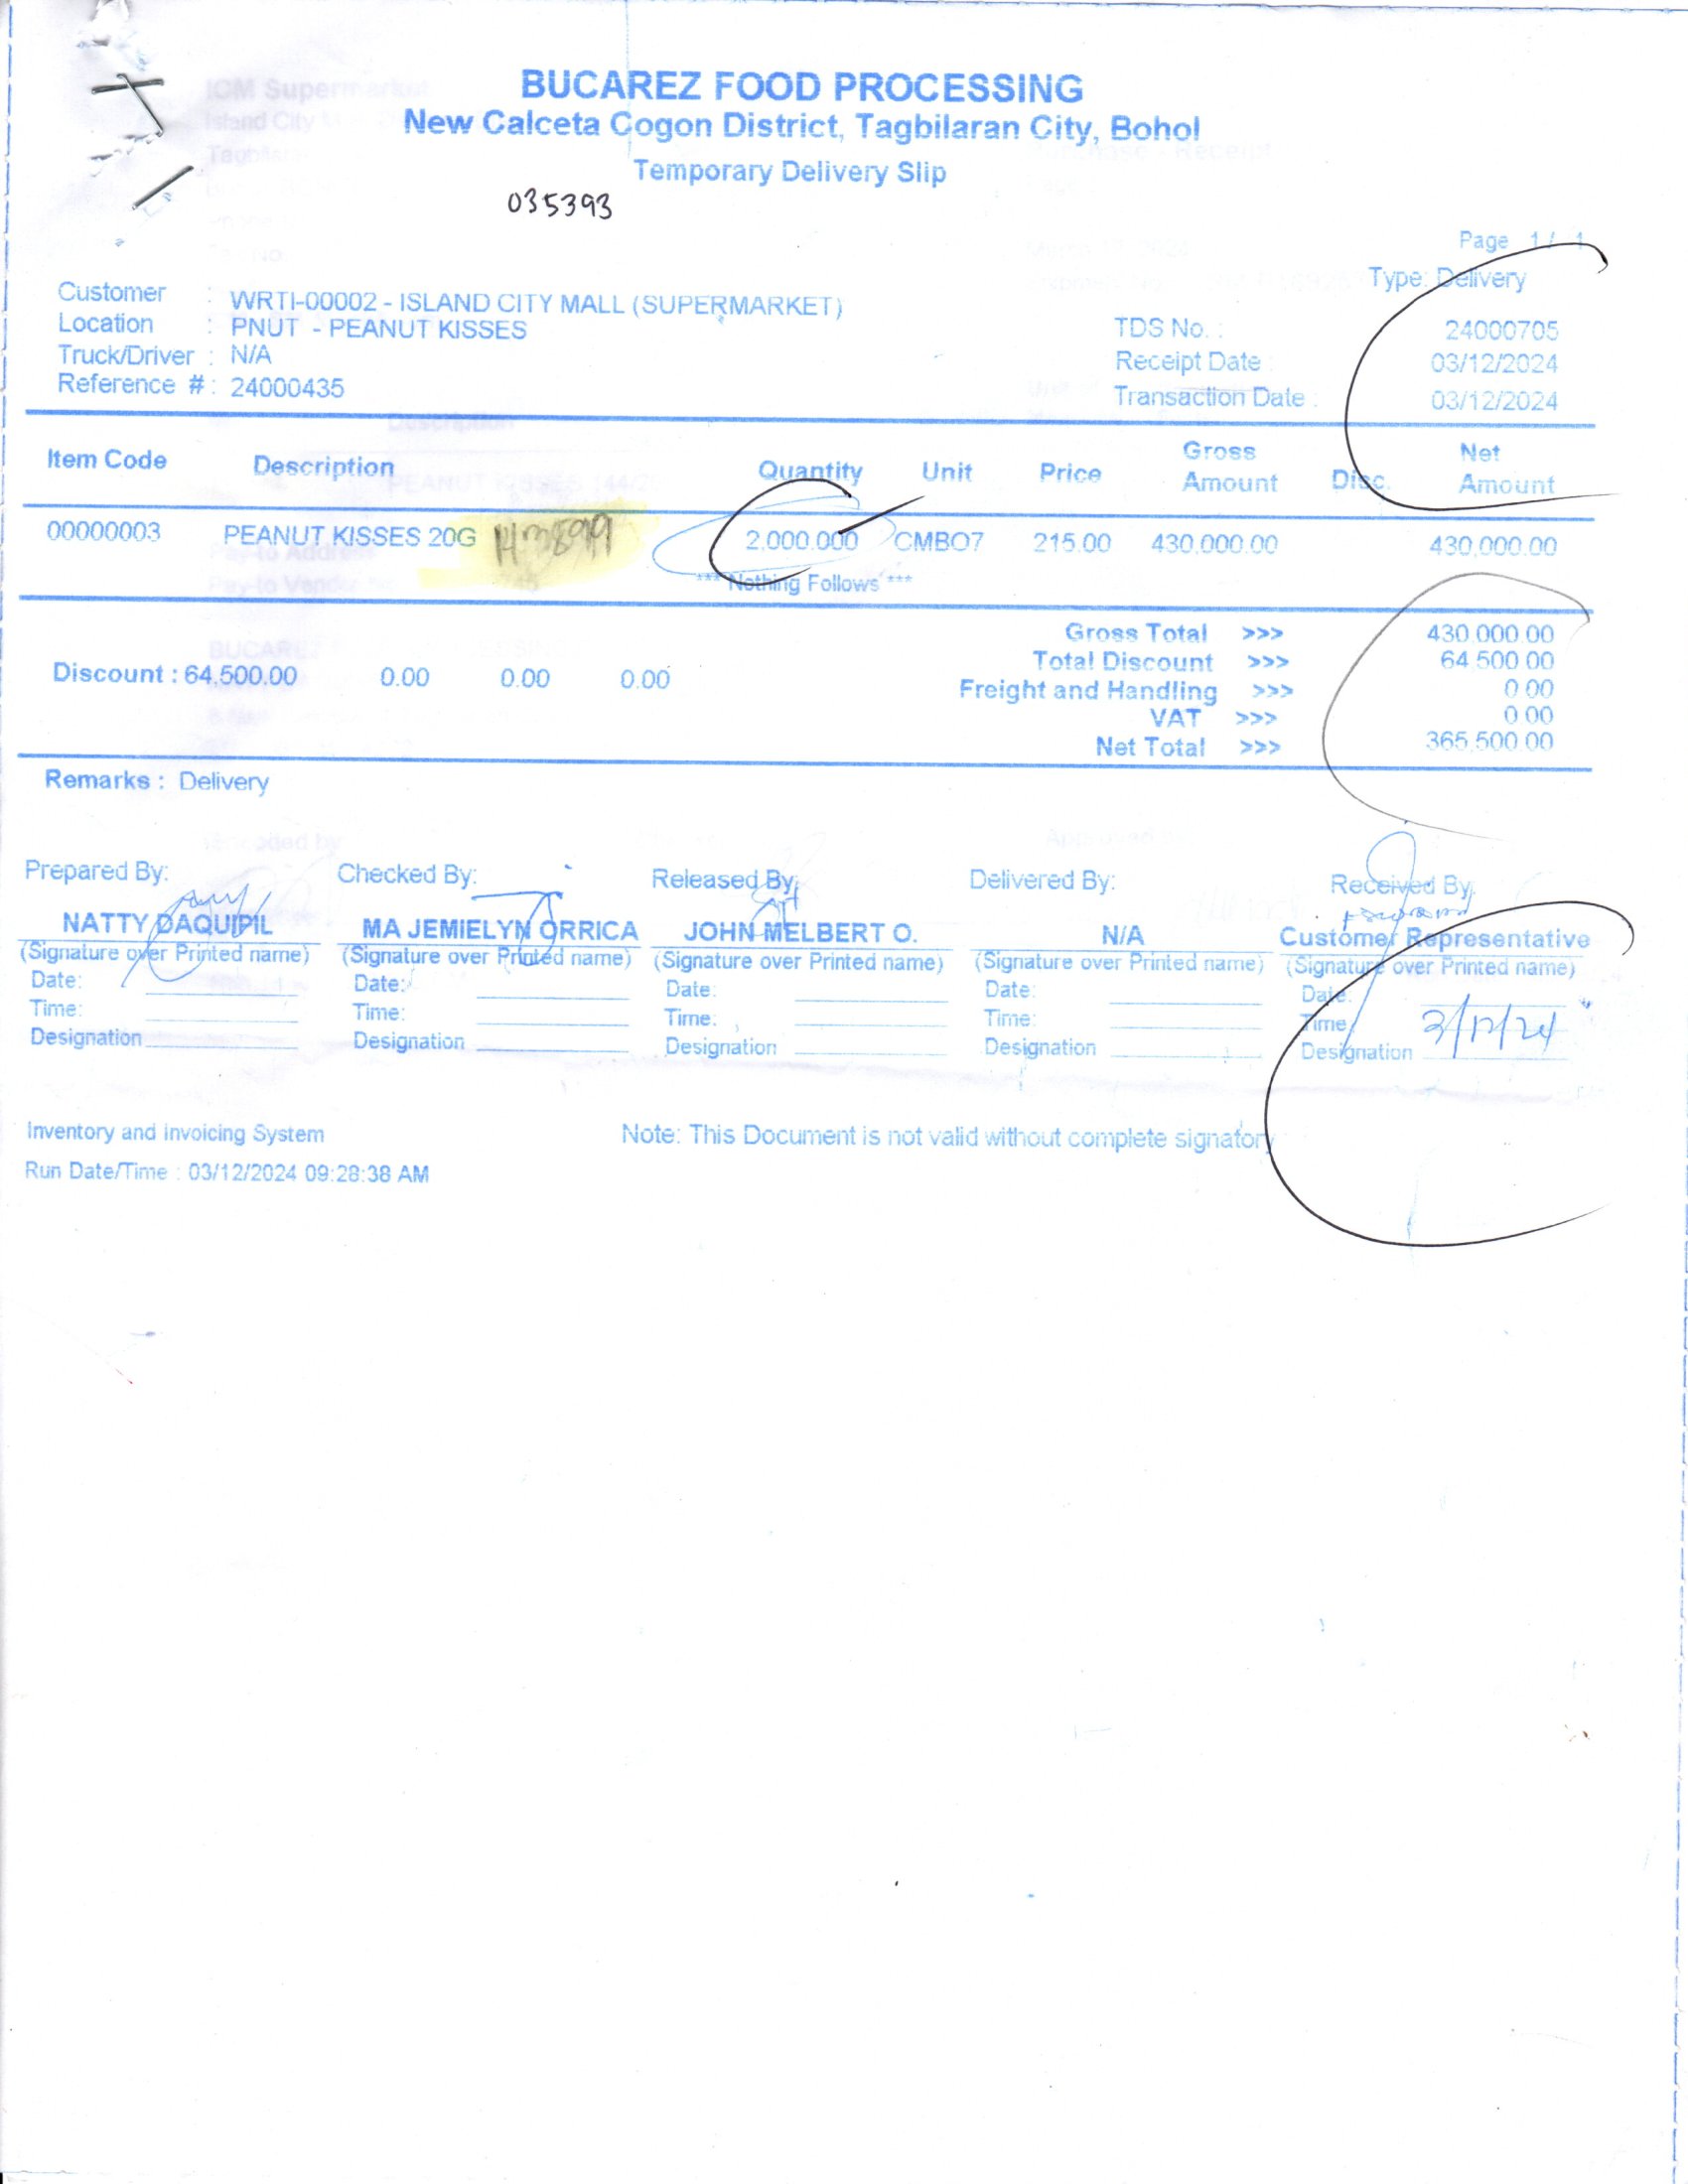 BUCAREZ FOOD PROCESSING
New Calceta Cogon District, Tagbilaran City, Bohol
Temporary Delivery Slip
035393
Page 1 / 1
Type: Delivery
Customer : WRTI-00002 - ISLAND CITY MALL (SUPERMARKET)
Location : PNUT - PEANUT KISSES
Truck/Driver : N/A
Reference # : 24000435
TDS No. : 24000705
Receipt Date : 03/12/2024
Transaction Date : 03/12/2024
Item Code Description Quantity Unit Price Gross Amount Disc. Net Amount
00000003 PEANUT KISSES 20G 2,000.000 CMBO7 215.00 430,000.00 430,000.00
*** Nothing Follows ***
Discount : 64,500.00 0.00 0.00 0.00
Gross Total >>> 430,000.00
Total Discount >>> 64,500.00
Freight and Handling >>> 0.00
VAT >>> 0.00
Net Total >>> 365,500.00
Remarks : Delivery
Prepared By: Checked By: Released By: Delivered By: Received By:
NATTY DAQUIPIL MA JEMIELYN ORRICA JOHN MELBERT O. N/A Customer Representative
(Signature over Printed name) (Signature over Printed name) (Signature over Printed name) (Signature over Printed name) (Signature over Printed name)
Date: Date: Date: Date: Date:
Time: Time: Time: Time: Time: 3/12/24
Designation Designation Designation Designation Designation
Inventory and Invoicing System
Note: This Document is not valid without complete signatory
Run Date/Time : 03/12/2024 09:28:38 AM